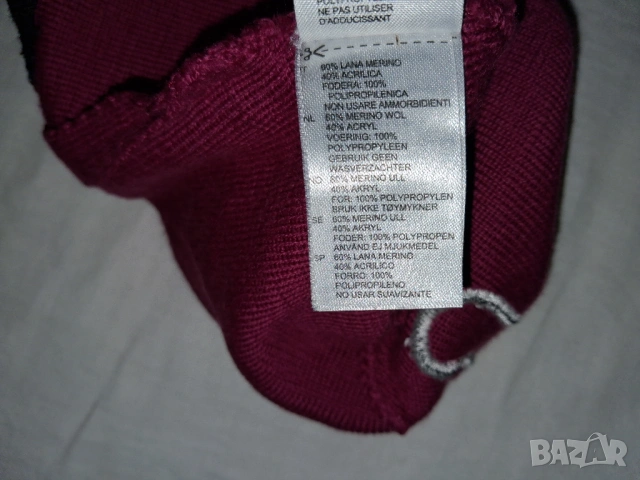 NE PAS UTILISER
D'ADOUCISSANT
IT 60% LANA MERINO
40% ACRILICA
FODERA: 100%
POLIPROPILENICA
NON USARE AMMORBIDIENTI
NL 60% MERINO WOL
40% ACRYL
VOERING: 100%
POLYPROPYLEEN
GEBRUIK GEEN
WASVERZACHTER
NO 60% MERINO ULL
40% AKRYL
FOR: 100% POLYPROPYLEN
BRUK IKKE TØYMYKNER
SE 60% MERINO ULL
40% AKRYL
FODER: 100% POLYPROPEN
ANVÄND EJ MJUKMEDEL
SP 60% LANA MERINO
40% ACRILICO
FORRO: 100%
POLIPROPILENO
NO USAR SUAVIZANTE
BAZAR